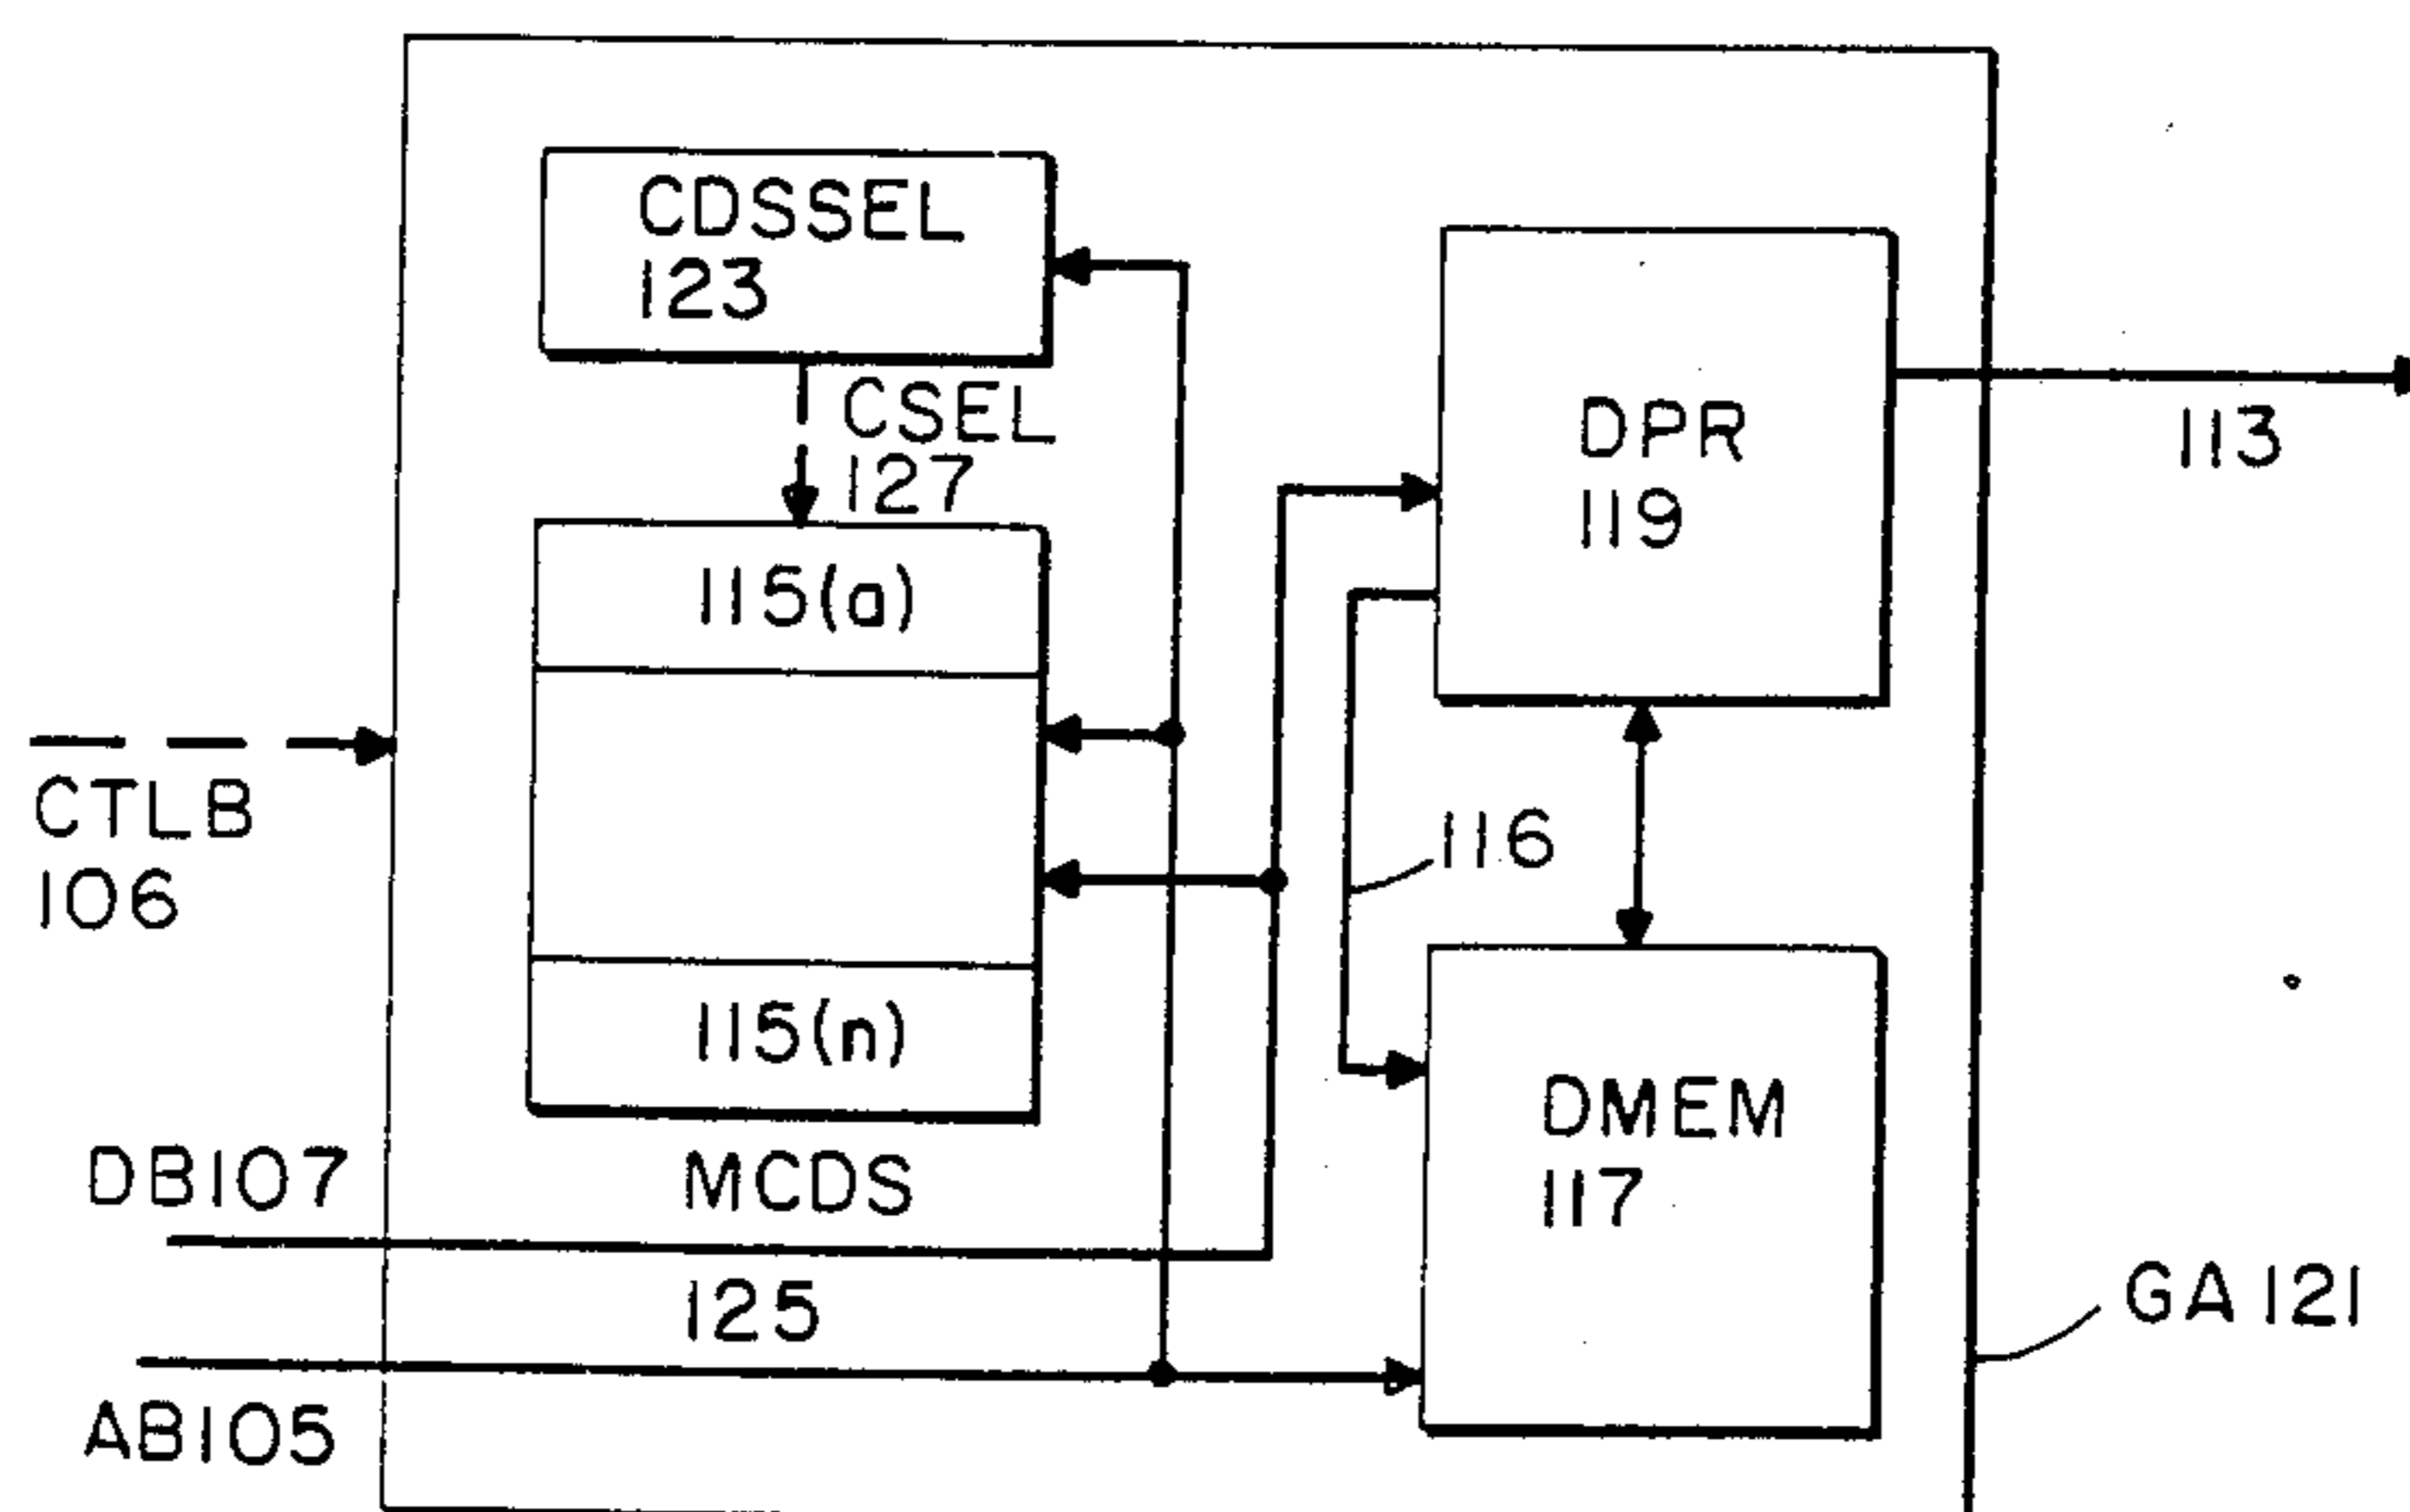 CDSSEL
123
CSEL
127
DPR
119
113
115(a)
CTLB
106
116
115(n)
DMEM
117
DB107
MCDS
125
GA 121
AB105